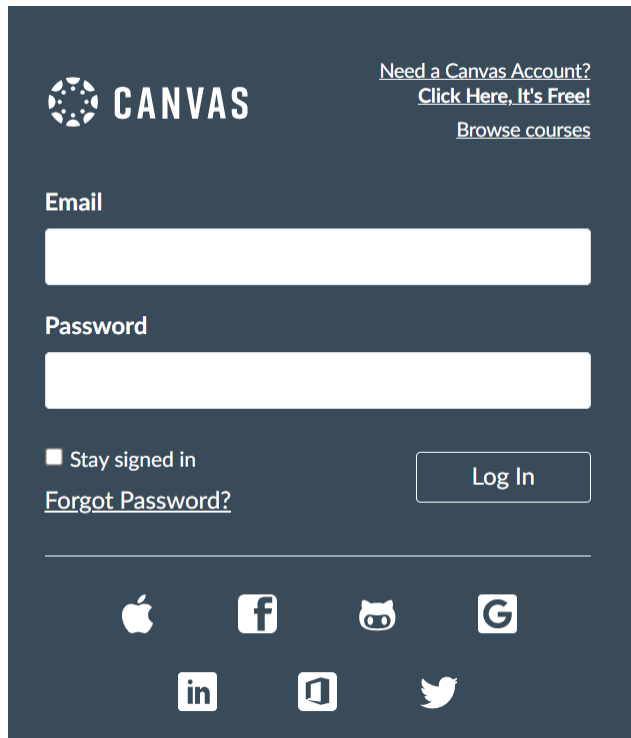 CANVAS
Need a Canvas Account?
Click Here, It's Free!
Browse courses
Email
Password
Stay signed in
Forgot Password?
Log In